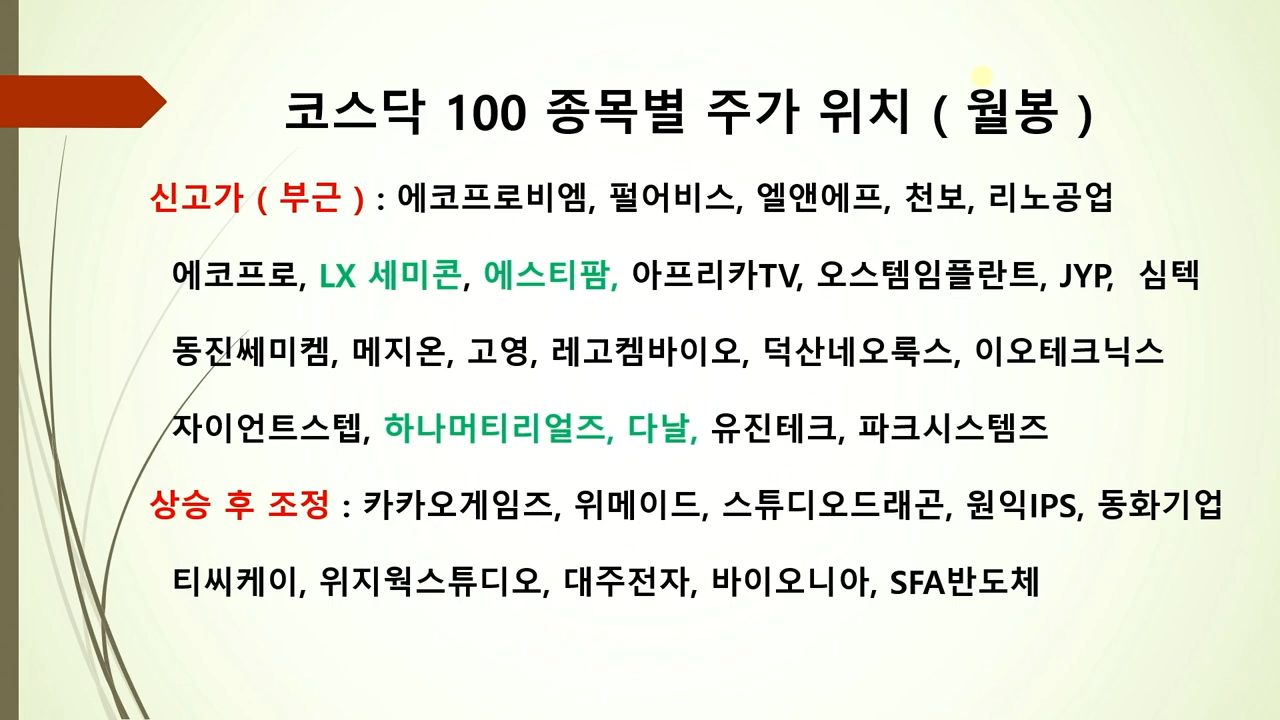 코스닥 100 종목별 주가 위치 ( 월봉 )
신고가 ( 부근 ) : 에코프로비엠, 펄어비스, 엘앤에프, 천보, 리노공업
에코프로, LX 세미콘, 에스티팜, 아프리카TV, 오스템임플란트, JYP, 심텍
동진쎄미켐, 메지온, 고영, 레고켐바이오, 덕산네오룩스, 이오테크닉스
자이언트스텝, 하나머티리얼즈, 다날, 유진테크, 파크시스템즈
상승 후 조정 : 카카오게임즈, 위메이드, 스튜디오드래곤, 원익IPS, 동화기업
티씨케이, 위지웍스튜디오, 대주전자, 바이오니아, SFA반도체